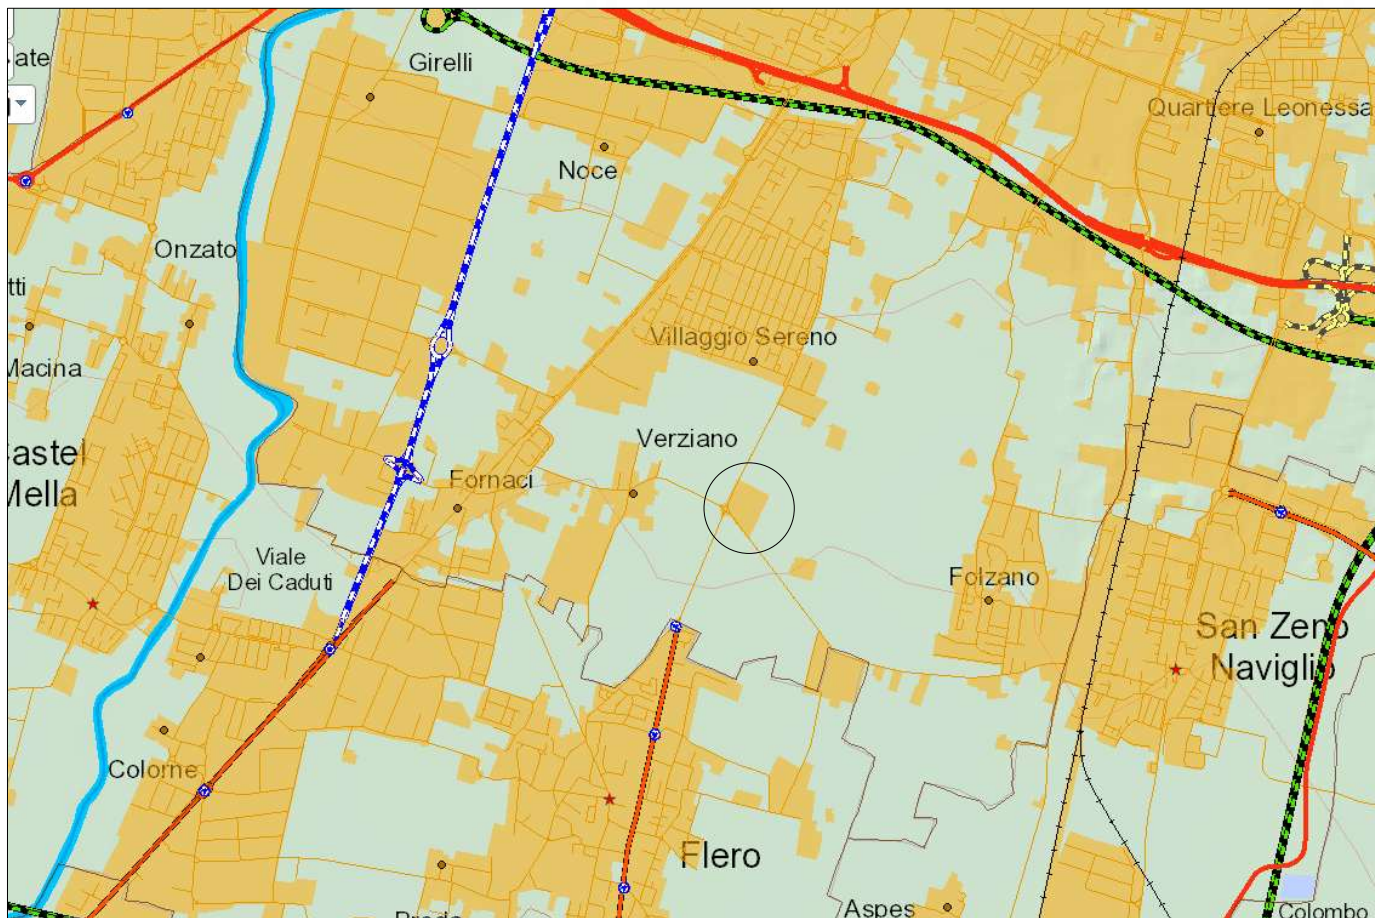 Girelli
Quartiere Leonessa
Noce
Onzato
Villaggio Sereno
Macina
Verziano
Mella
Fornaci
Viale
Dei Caduti
Folzano
San Zeno
Naviglio
Colorne
Flero
Aspes
Colombo